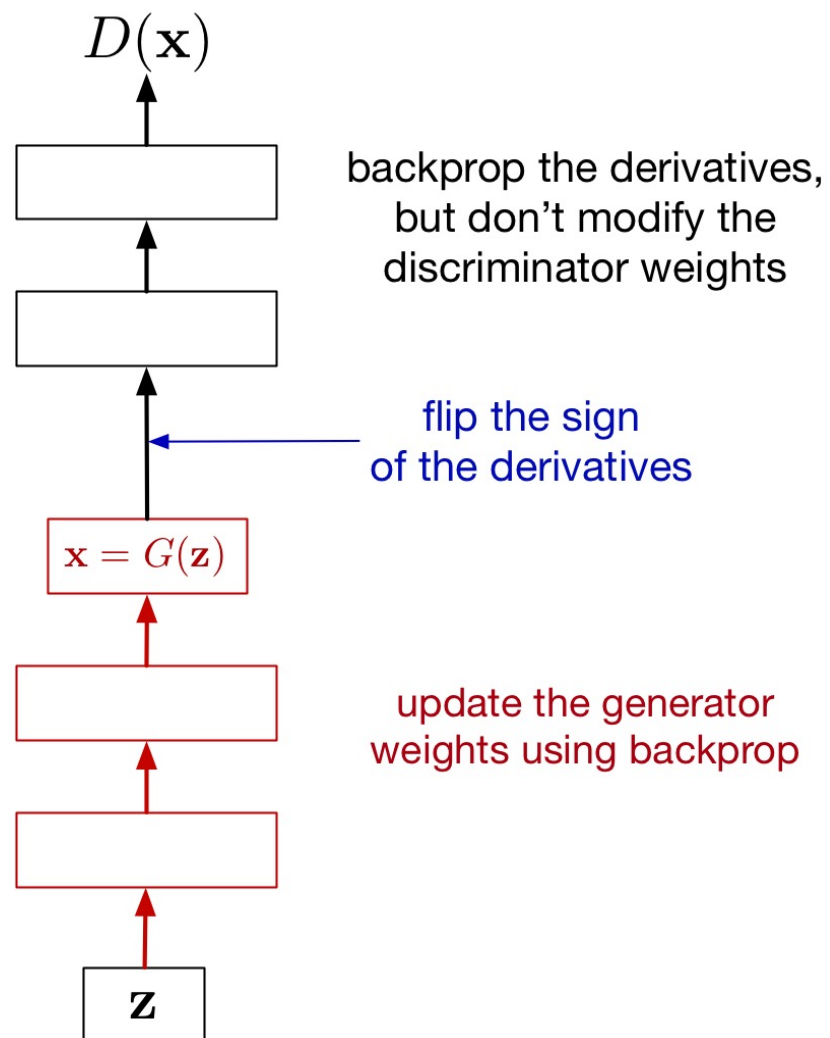 D(x)
backprop the derivatives,
but don't modify the
discriminator weights
flip the sign
of the derivatives
x = G(z)
update the generator
weights using backprop
z